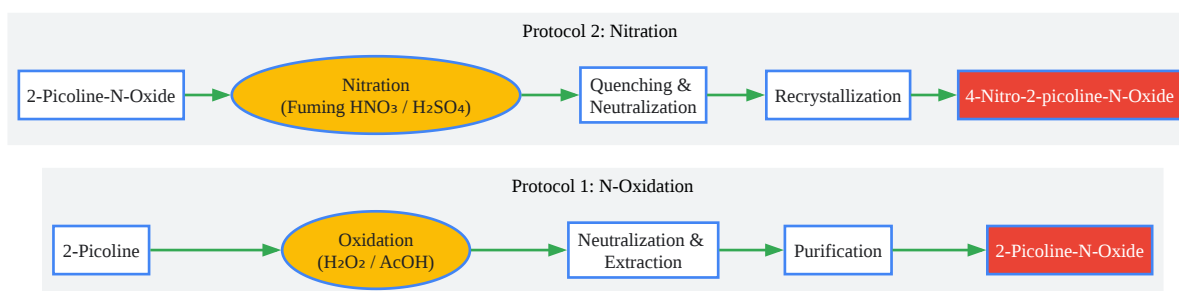 Protocol 2: Nitration
2-Picoline-N-Oxide
Nitration
(Fuming HNO₃ / H₂SO₄)
Quenching &
Neutralization
Recrystallization
4-Nitro-2-picoline-N-Oxide
Protocol 1: N-Oxidation
2-Picoline
Oxidation
(H₂O₂ / AcOH)
Neutralization &
Extraction
Purification
2-Picoline-N-Oxide